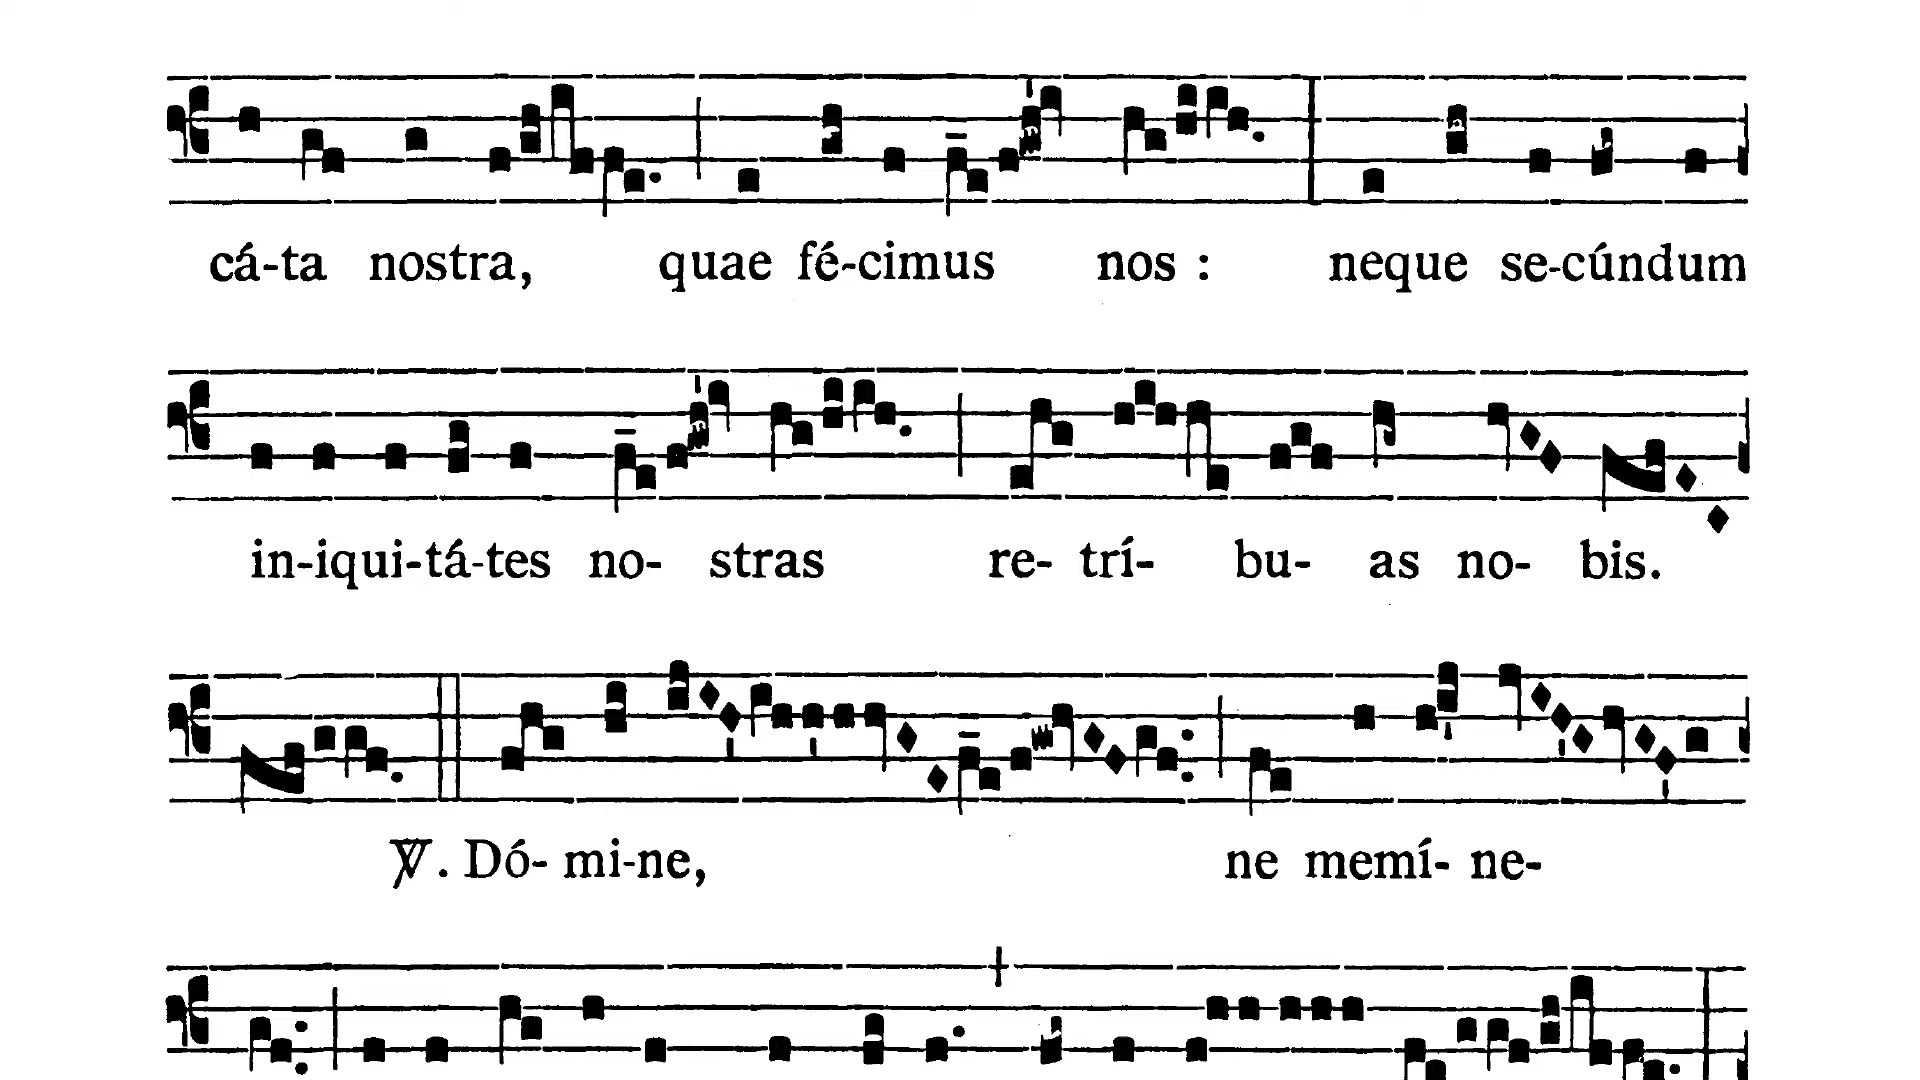 cá-ta nostra, quae fé-cimus nos : neque se-cúndum
in-iqui-tá-tes no- stras re- trí- bu- as no- bis.
℣. Dó- mi-ne, ne memí- ne-